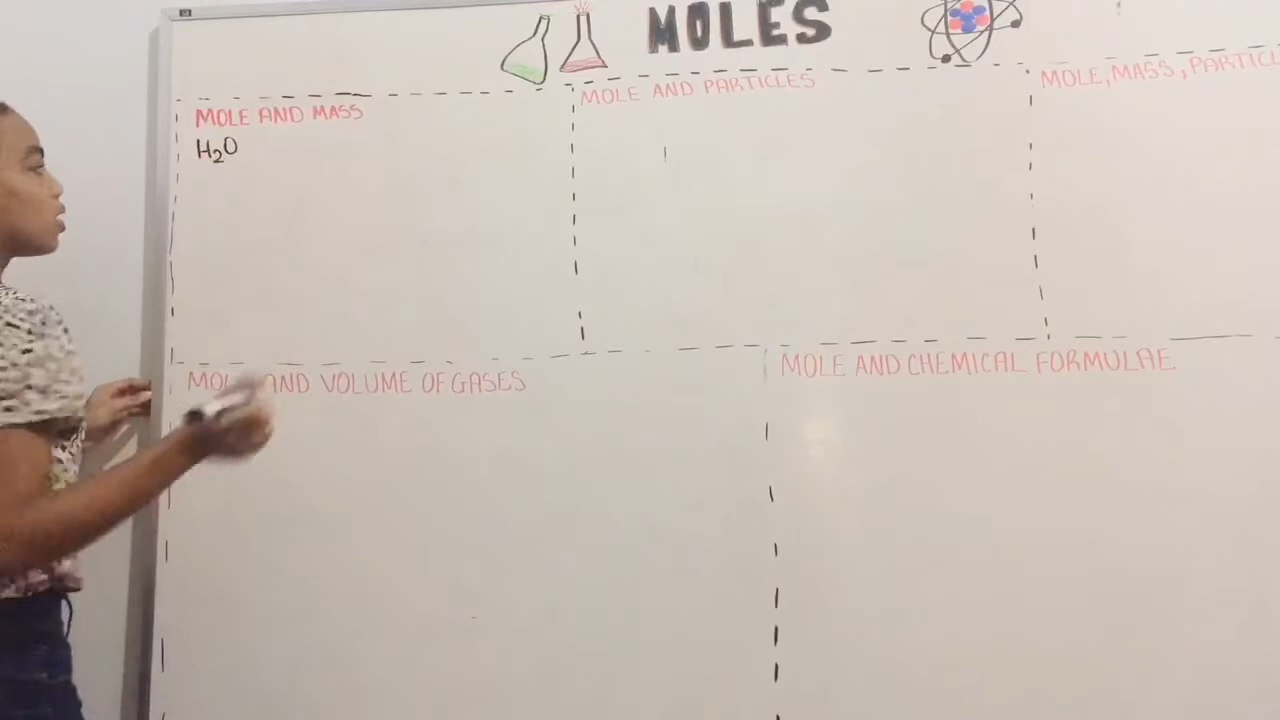 MOLES
MOLE AND MASS
H₂O
MOLE AND PARTICLES
MOLE, MASS, PARTICL
MOLE AND VOLUME OF GASES
MOLE AND CHEMICAL FORMULAE